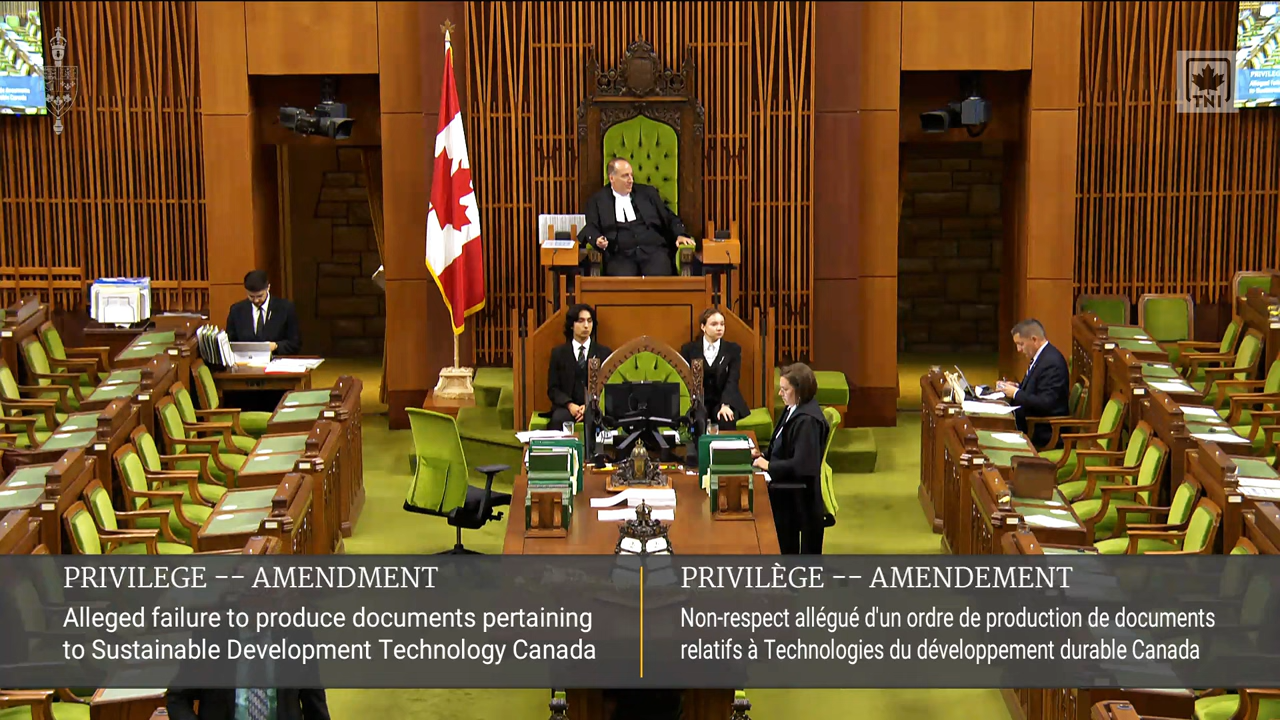 TNI
PRIVILEGE -- AMENDMENT
Alleged failure to produce documents pertaining
to Sustainable Development Technology Canada
PRIVILÈGE -- AMENDEMENT
Non-respect allégué d'un ordre de production de documents
relatifs à Technologies du développement durable Canada